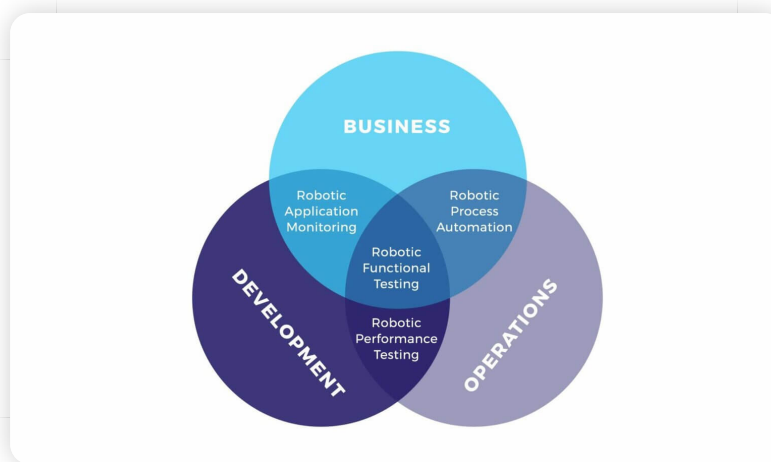 BUSINESS
Robotic
Application
Monitoring
Robotic
Process
Automation
Robotic
Functional
Testing
DEVELOPMENT
OPERATIONS
Robotic
Performance
Testing